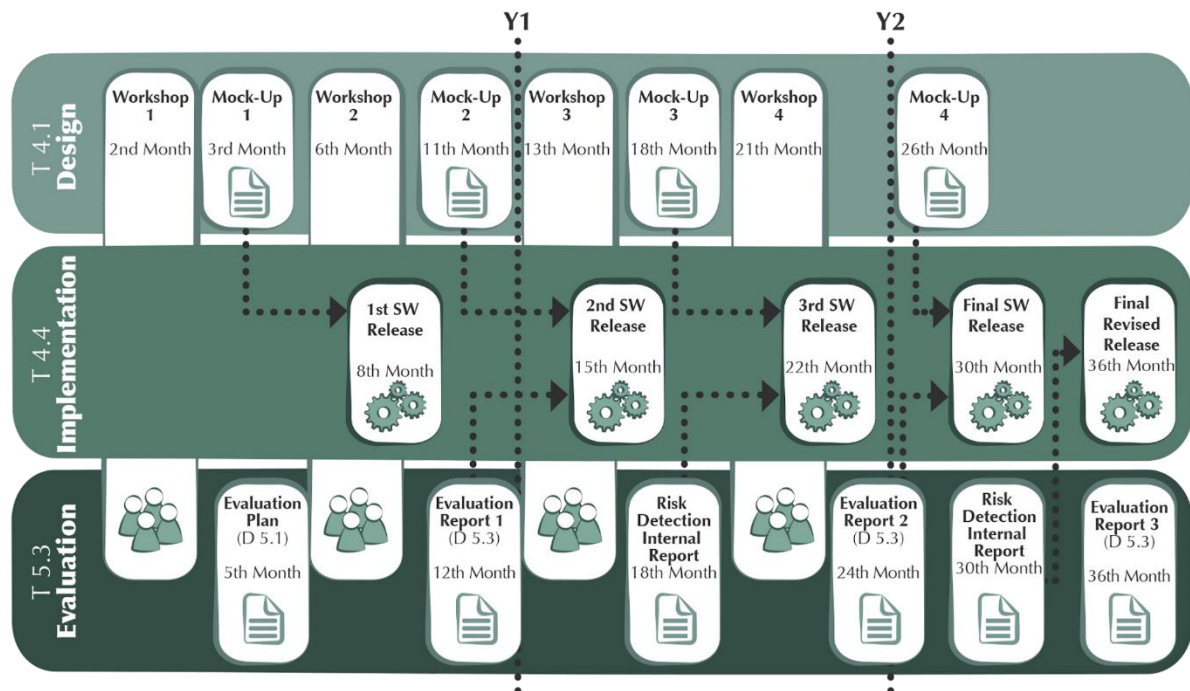 Y1
Y2
T 4.1
Design
Workshop
1
2nd Month
Mock-Up
1
3rd Month
Workshop
2
6th Month
Mock-Up
2
11th Month
Workshop
3
13th Month
Mock-Up
3
18th Month
Workshop
4
21th Month
Mock-Up
4
26th Month
T 4.4
Implementation
1st SW
Release
8th Month
2nd SW
Release
15th Month
3rd SW
Release
22th Month
Final SW
Release
30th Month
Final
Revised
Release
36th Month
T 5.3
Evaluation
Evaluation
Plan
(D 5.1)
5th Month
Evaluation
Report 1
(D 5.3)
12th Month
Risk
Detection
Internal
Report
18th Month
Evaluation
Report 2
(D 5.3)
24th Month
Risk
Detection
Internal
Report
30th Month
Evaluation
Report 3
(D 5.3)
36th Month